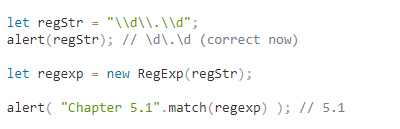 let regStr = "\\d\\.\\d";
alert(regStr); // \d\.\d (correct now)
let regexp = new RegExp(regStr);
alert( "Chapter 5.1".match(regexp) ); // 5.1